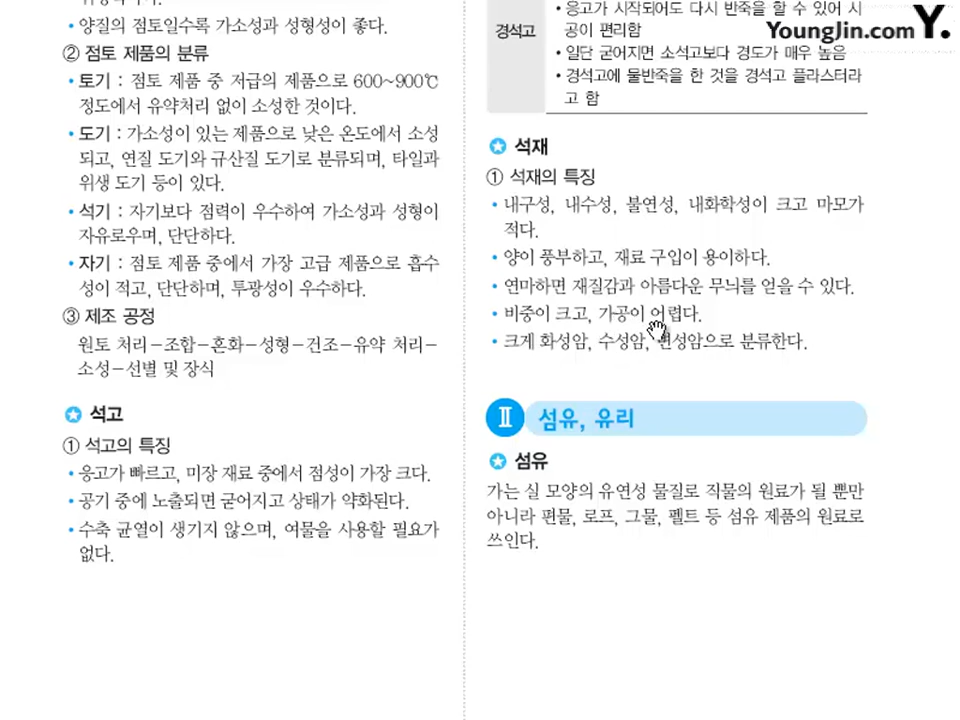 • 양질의 점토일수록 가소성과 성형성이 좋다.
② 점토 제품의 분류
• 토기 : 점토 제품 중 저급의 제품으로 600~900℃
정도에서 유약처리 없이 소성한 것이다.
• 도기 : 가소성이 있는 제품으로 낮은 온도에서 소성
되고, 연질 도기와 규산질 도기로 분류되며, 타일과
위생 도기 등이 있다.
• 석기 : 자기보다 점력이 우수하여 가소성과 성형이
자유로우며, 단단하다.
• 자기 : 점토 제품 중에서 가장 고급 제품으로 흡수
성이 적고, 단단하며, 투광성이 우수하다.
③ 제조 공정
원토 처리-조합-혼화-성형-건조-유약 처리-
소성-선별 및 장식
석고
① 석고의 특징
• 응고가 빠르고, 미장 재료 중에서 점성이 가장 크다.
• 공기 중에 노출되면 굳어지고 상태가 약화된다.
• 수축 균열이 생기지 않으며, 여물을 사용할 필요가
없다.
경석고
• 응고가 시작되어도 다시 반죽을 할 수 있어 시
공이 편리함
• 일단 굳어지면 소석고보다 경도가 매우 높음
• 경석고에 물반죽을 한 것을 경석고 플라스터라
고 함
YoungJin.com Y.
석재
① 석재의 특징
• 내구성, 내수성, 불연성, 내화학성이 크고 마모가
적다.
• 양이 풍부하고, 재료 구입이 용이하다.
• 연마하면 재질감과 아름다운 무늬를 얻을 수 있다.
• 비중이 크고, 가공이 어렵다.
• 크게 화성암, 수성암, 변성암으로 분류한다.
Ⅱ 섬유, 유리
섬유
가는 실 모양의 유연성 물질로 직물의 원료가 될 뿐만
아니라 편물, 로프, 그물, 펠트 등 섬유 제품의 원료로
쓰인다.